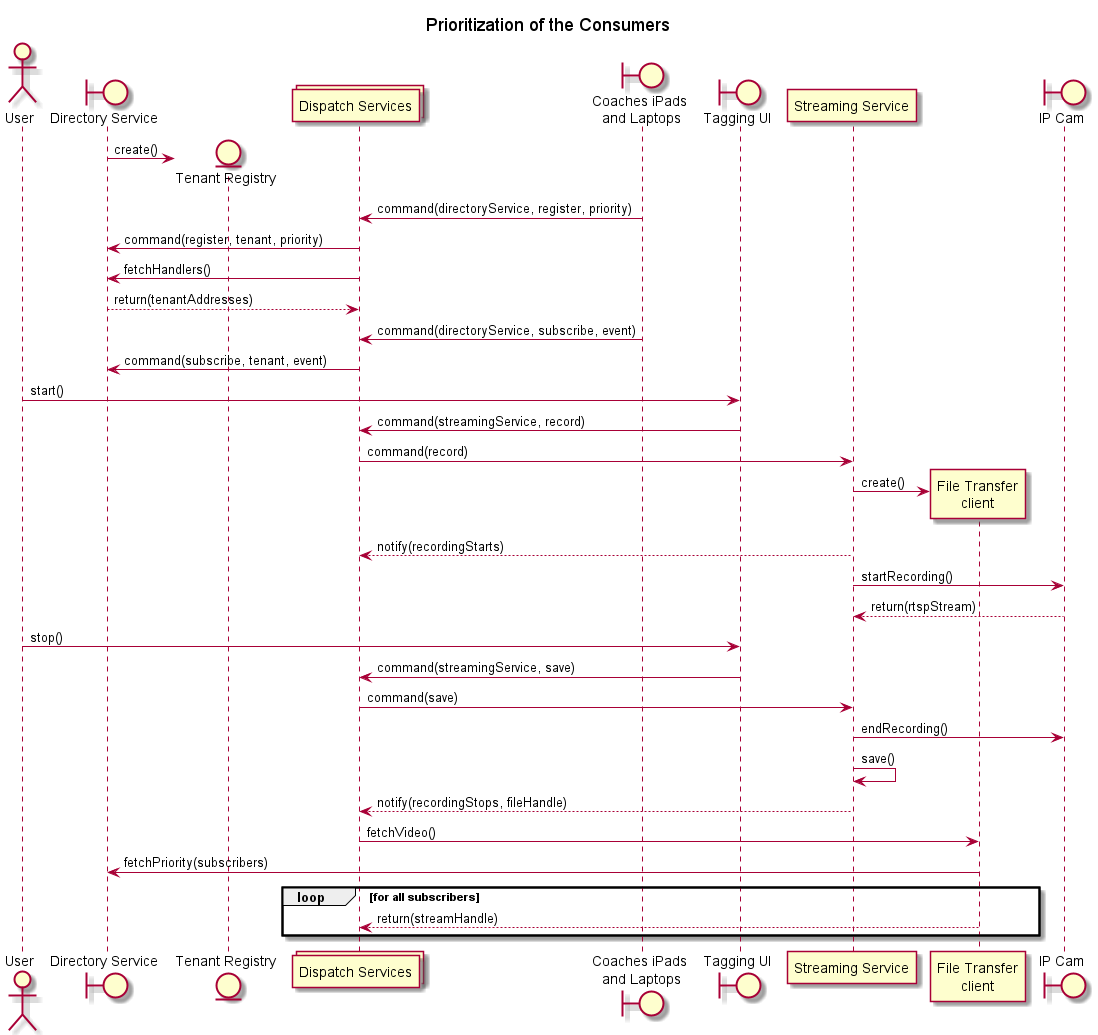 Prioritization of the Consumers
User
Directory Service
Dispatch Services
Coaches iPads
and Laptops
Tagging UI
Streaming Service
IP Cam
create()
Tenant Registry
command(directoryService, register, priority)
command(register, tenant, priority)
fetchHandlers()
return(tenantAddresses)
command(directoryService, subscribe, event)
command(subscribe, tenant, event)
start()
command(streamingService, record)
command(record)
create()
File Transfer
client
notify(recordingStarts)
startRecording()
return(rtspStream)
stop()
command(streamingService, save)
command(save)
endRecording()
save()
notify(recordingStops, fileHandle)
fetchVideo()
fetchPriority(subscribers)
loop [for all subscribers]
return(streamHandle)
User
Directory Service
Tenant Registry
Dispatch Services
Coaches iPads
and Laptops
Tagging UI
Streaming Service
File Transfer
client
IP Cam